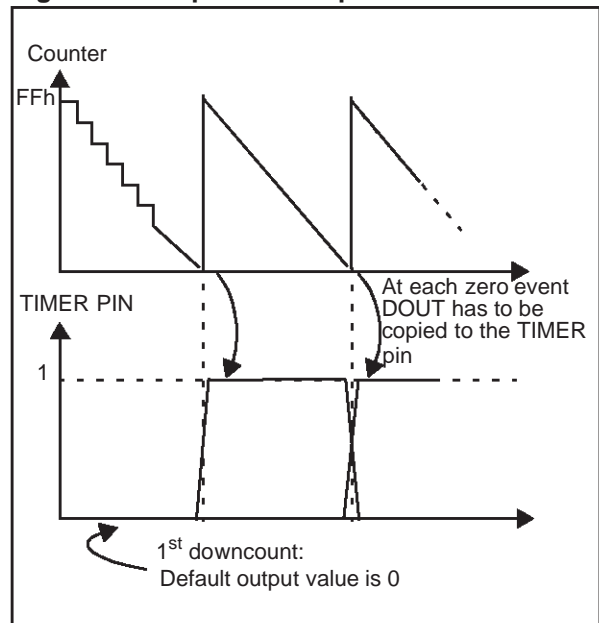 Counter
FFh
At each zero event
DOUT has to be
copied to the TIMER
pin
TIMER PIN
1
1st downcount:
Default output value is 0